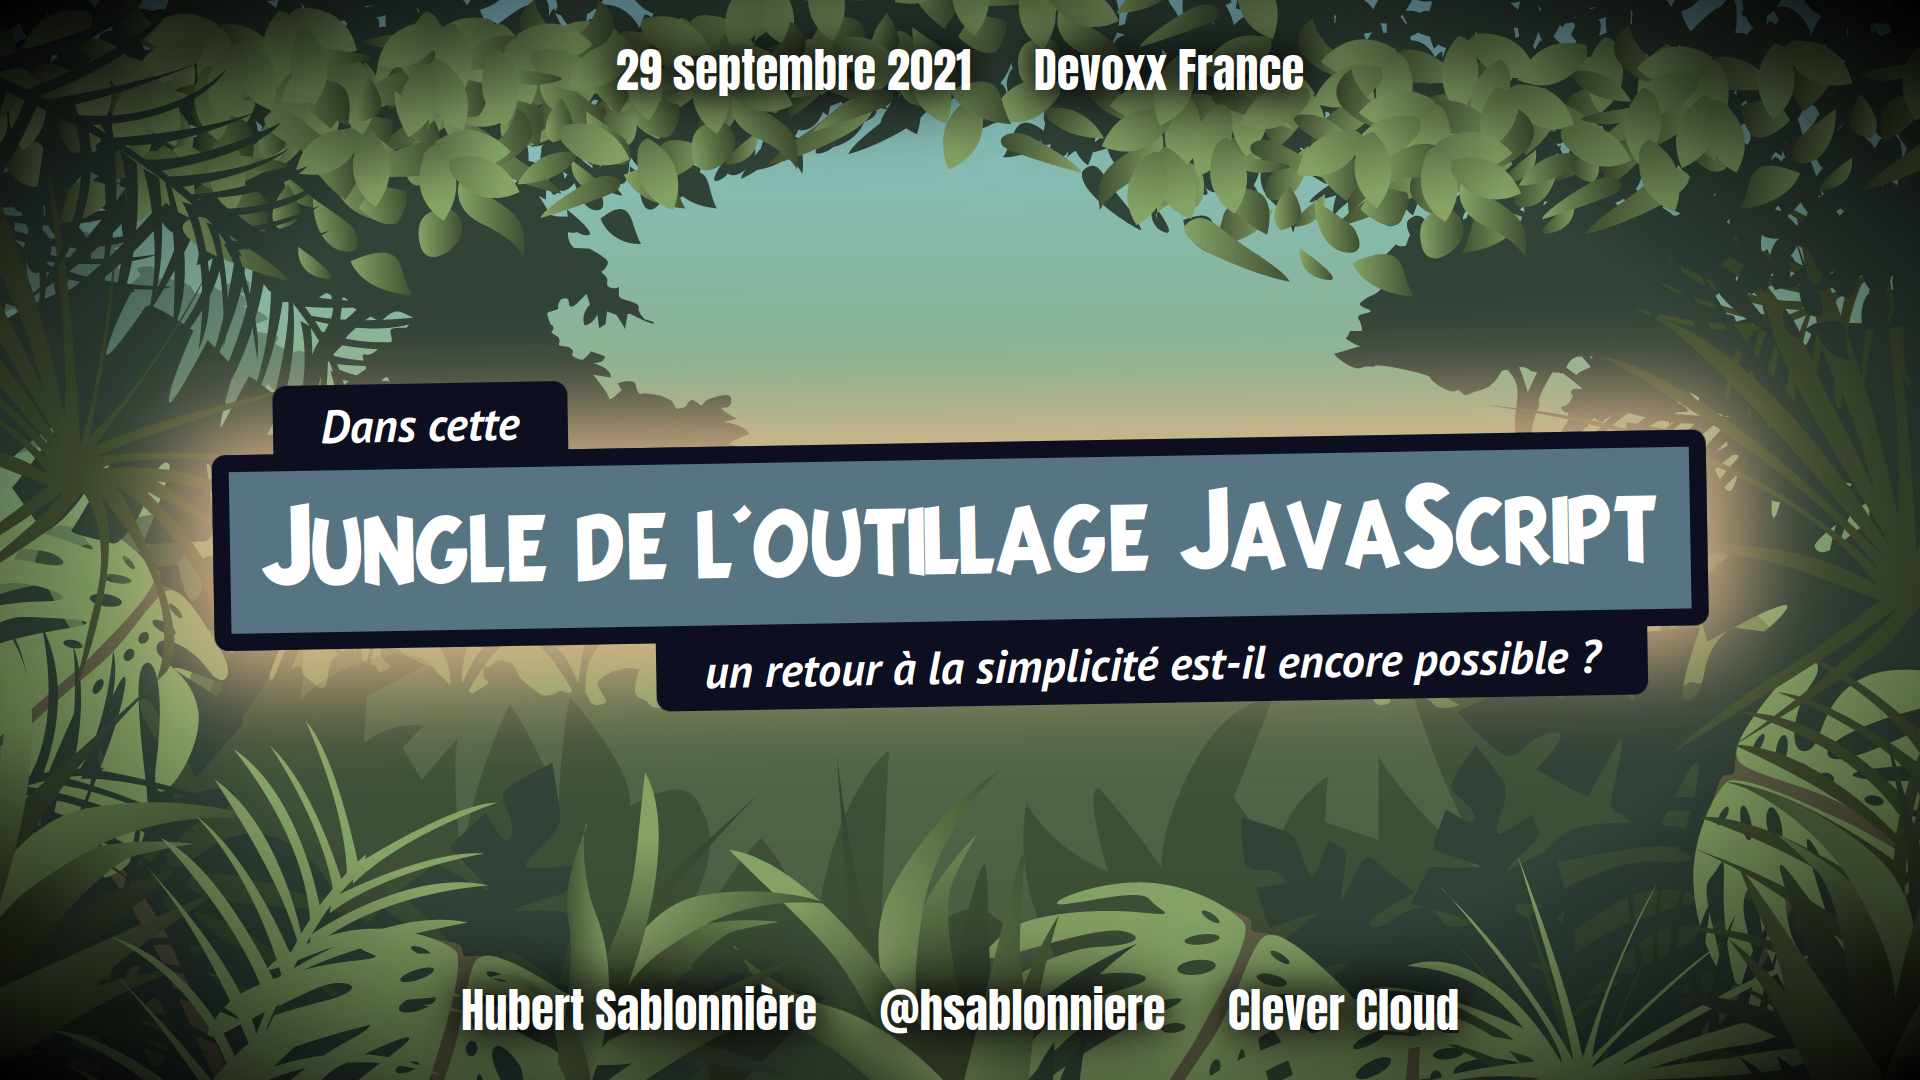 29 septembre 2021 Devoxx France
Dans cette
Jungle de l'outillage JavaScript
un retour à la simplicité est-il encore possible ?
Hubert Sablonnière @hsablonniere Clever Cloud